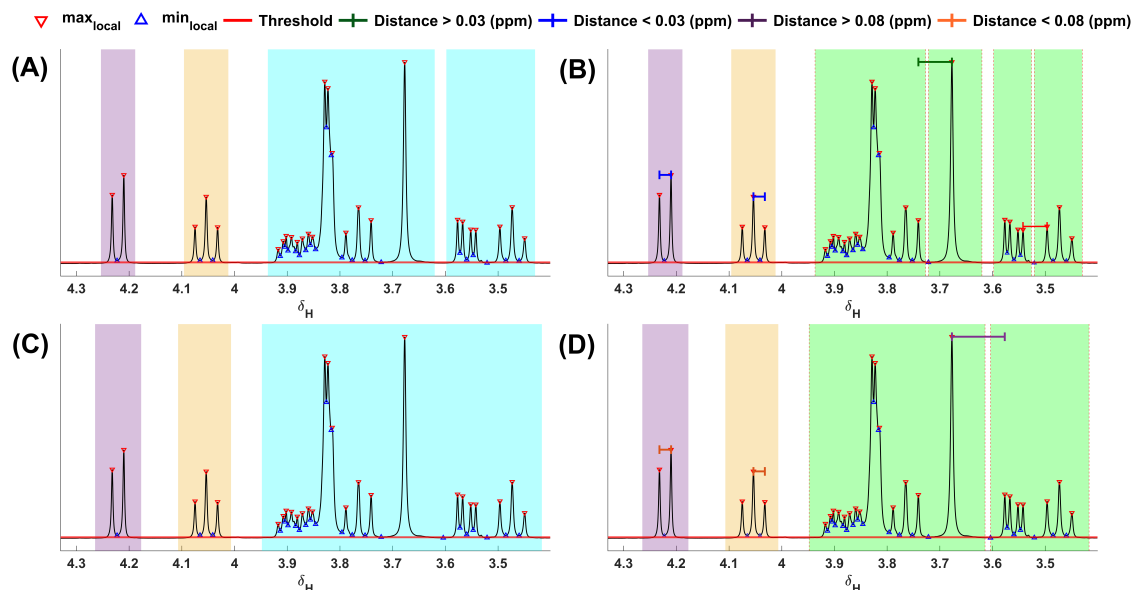 max_local min_local Threshold Distance > 0.03 (ppm) Distance < 0.03 (ppm) Distance > 0.08 (ppm) Distance < 0.08 (ppm)
(A)
4.3 4.2 4.1 4 3.9 3.8 3.7 3.6 3.5
δ_H
(B)
4.3 4.2 4.1 4 3.9 3.8 3.7 3.6 3.5
δ_H
(C)
4.3 4.2 4.1 4 3.9 3.8 3.7 3.6 3.5
δ_H
(D)
4.3 4.2 4.1 4 3.9 3.8 3.7 3.6 3.5
δ_H